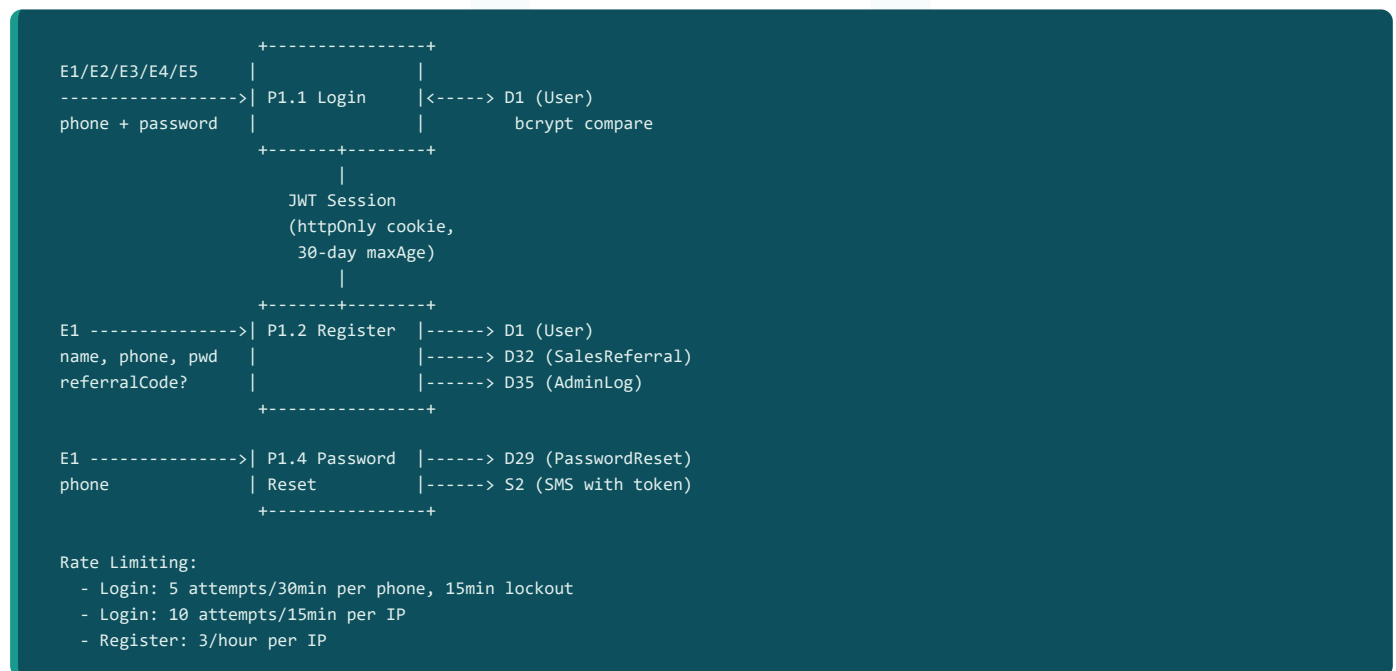 +----------------+
E1/E2/E3/E4/E5     |                |
------------------>| P1.1 Login     |<-----> D1 (User)
phone + password   |                |         bcrypt compare
                    +-------+--------+
                            |
                       JWT Session
                       (httpOnly cookie,
                        30-day maxAge)
                            |
                    +-------+--------+
E1 --------------->| P1.2 Register  |------> D1 (User)
name, phone, pwd   |                |------> D32 (SalesReferral)
referralCode?      |                |------> D35 (AdminLog)
                    +----------------+
E1 --------------->| P1.4 Password  |------> D29 (PasswordReset)
phone              | Reset          |------> S2 (SMS with token)
                    +----------------+
Rate Limiting:
  - Login: 5 attempts/30min per phone, 15min lockout
  - Login: 10 attempts/15min per IP
  - Register: 3/hour per IP